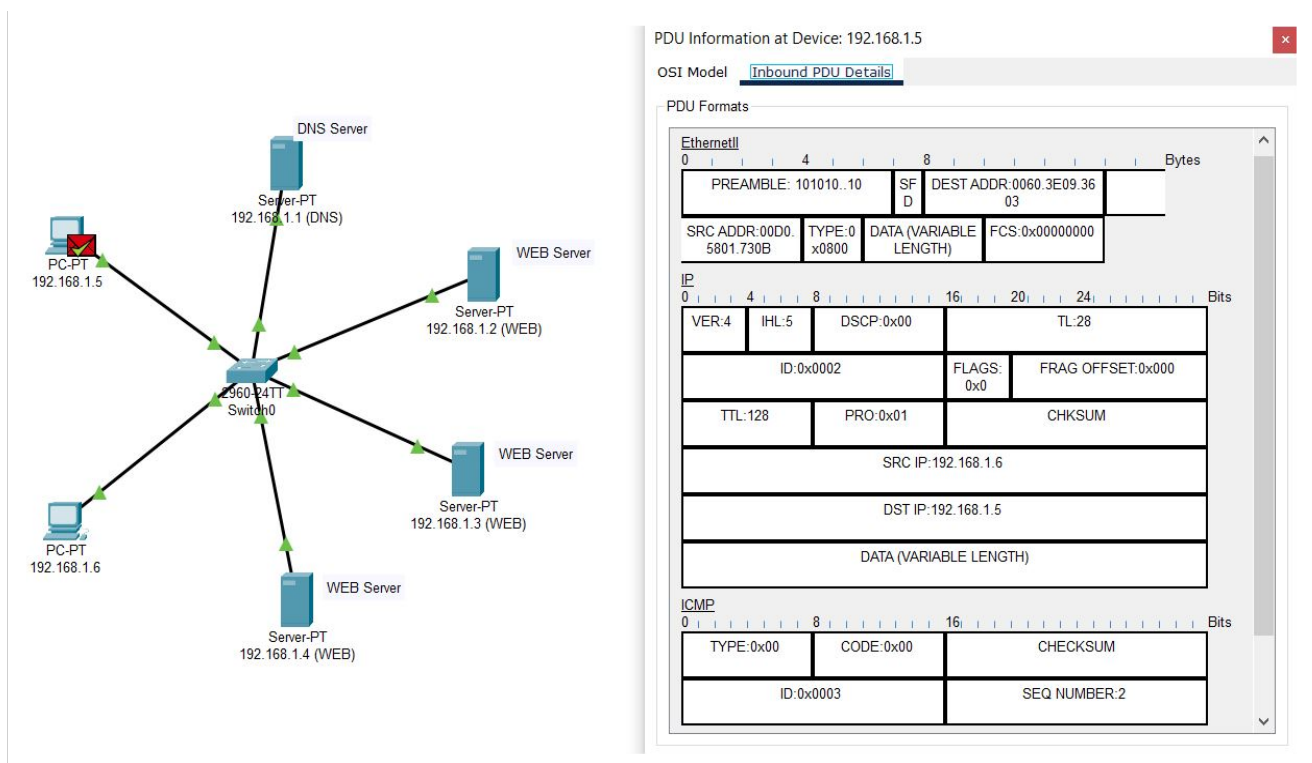 DNS Server
Server-PT
192.168.1.1 (DNS)
PC-PT
192.168.1.5
WEB Server
Server-PT
192.168.1.2 (WEB)
2960-24TT
Switch0
WEB Server
Server-PT
192.168.1.3 (WEB)
PC-PT
192.168.1.6
WEB Server
Server-PT
192.168.1.4 (WEB)
PDU Information at Device: 192.168.1.5
×
OSI Model Inbound PDU Details
PDU Formats
EthernetII
0 4 8 Bytes
PREAMBLE: 101010..10
SF
D
DEST ADDR:0060.3E09.36
03
SRC ADDR:00D0.
5801.730B
TYPE:0
x0800
DATA (VARIABLE
LENGTH)
FCS:0x00000000
IP
0 4 8 16 20 24 Bits
VER:4 IHL:5 DSCP:0x00 TL:28
ID:0x0002
FLAGS:
0x0
FRAG OFFSET:0x000
TTL:128 PRO:0x01 CHKSUM
SRC IP:192.168.1.6
DST IP:192.168.1.5
DATA (VARIABLE LENGTH)
ICMP
0 8 16 Bits
TYPE:0x00 CODE:0x00 CHECKSUM
ID:0x0003 SEQ NUMBER:2